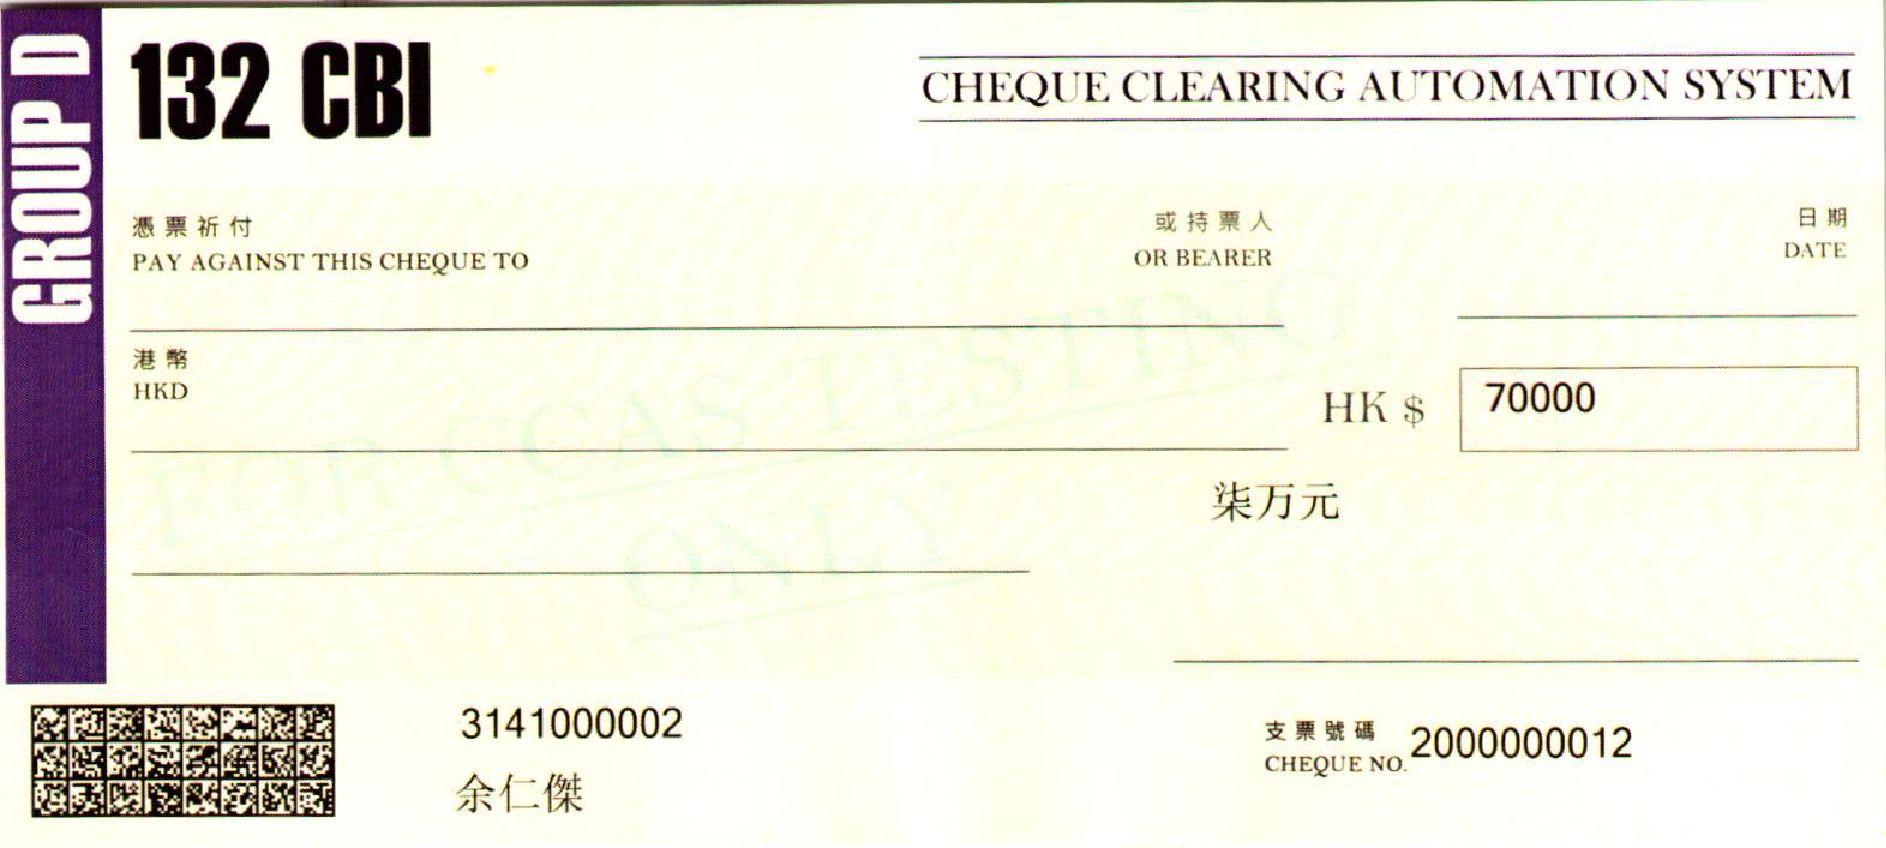 GROUP D
132 CBI
CHEQUE CLEARING AUTOMATION SYSTEM
憑票祈付
PAY AGAINST THIS CHEQUE TO
或持票人
OR BEARER
日期
DATE
港幣
HKD
HK $ 70000
柒万元
FOR CCAS TESTING
ONLY
3141000002
余仁傑
支票號碼
CHEQUE NO. 2000000012